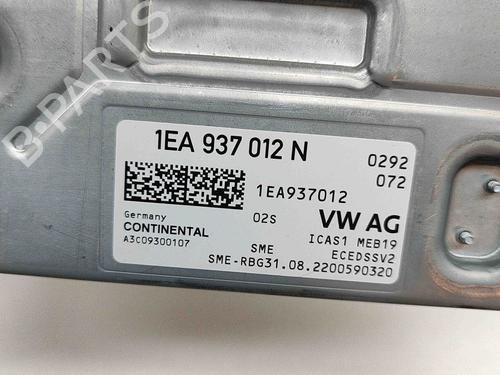 B-PARTS
1EA 937 012 N
0292
072
1EA937012
Germany
02S
VW AG
CONTINENTAL
ICAS1 MEB19
A3C09300107
SME
ECEDSSV2
SME-RBG31.08.2200590320